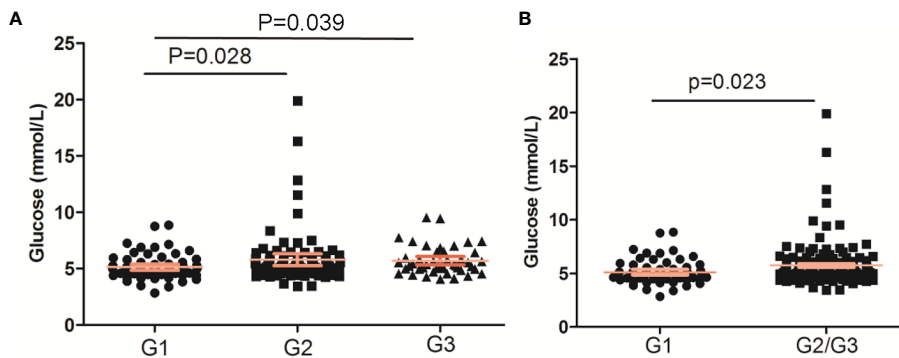 A
P=0.039
P=0.028
Glucose (mmol/L)
25
20
15
10
5
0
G1 G2 G3
B
p=0.023
Glucose (mmol/L)
25
20
15
10
5
0
G1 G2/G3